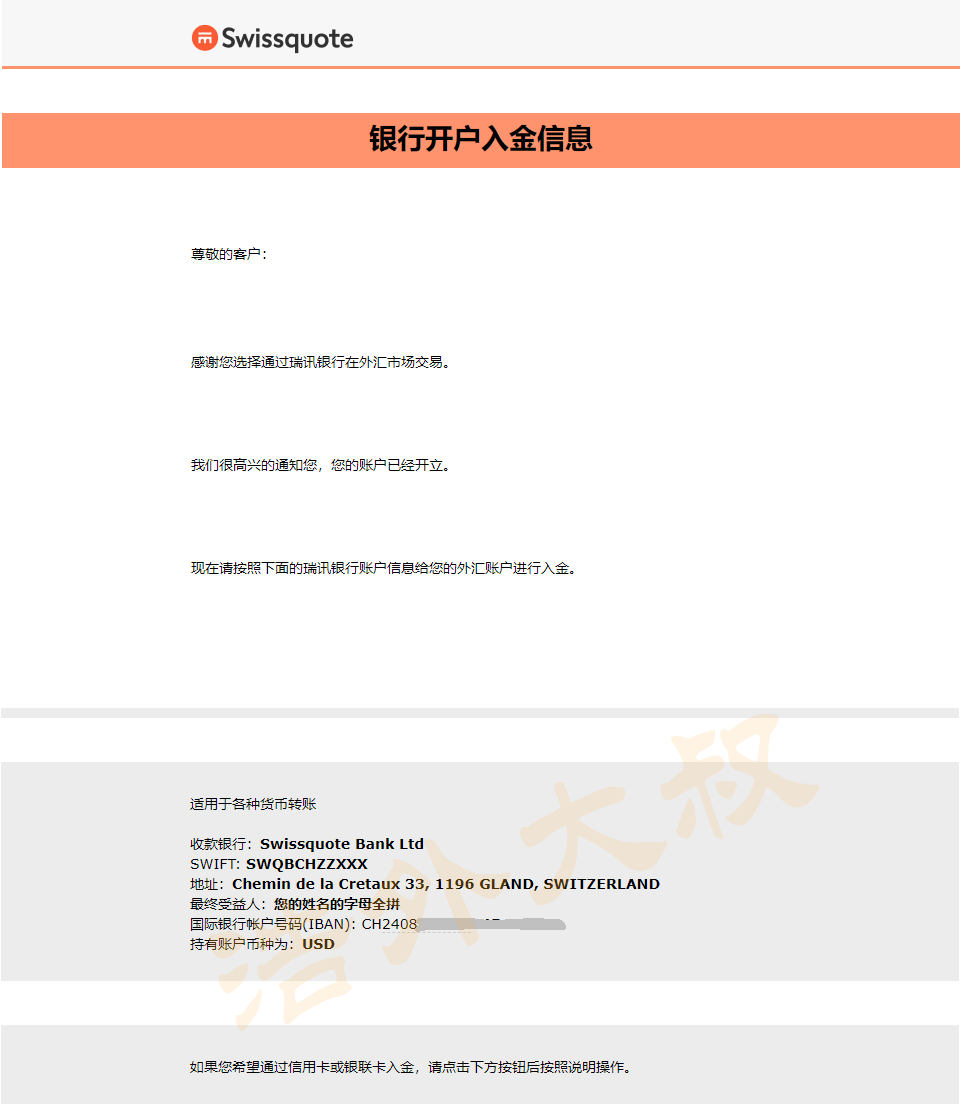 Swissquote
银行开户入金信息
尊敬的客户：
感谢您选择通过瑞讯银行在外汇市场交易。
我们很高兴的通知您，您的账户已经开立。
现在请按照下面的瑞讯银行账户信息给您的外汇账户进行入金。
适用于各种货币转账
收款银行：Swissquote Bank Ltd
SWIFT: SWQBCHZZXXX
地址：Chemin de la Cretaux 33, 1196 GLAND, SWITZERLAND
最终受益人：您的姓名的字母全拼
国际银行帐户号码(IBAN)：CH2408
持有账户币种为：USD
浩外大叔
如果您希望通过信用卡或银联卡入金，请点击下方按钮后按照说明操作。